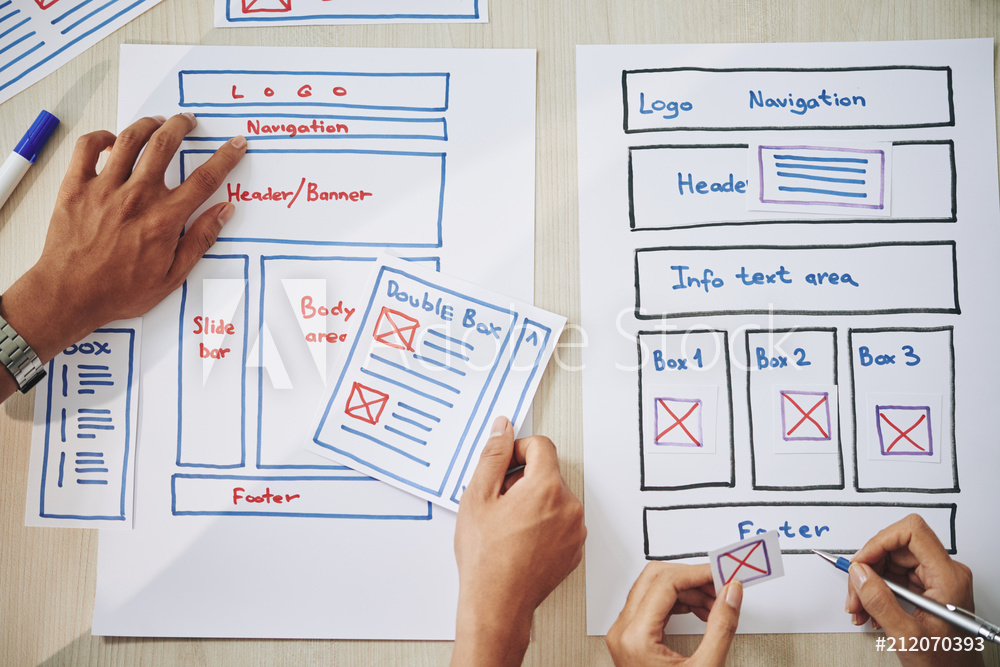 LOGO
Navigation
Header/Banner
Slide
bar
Body
area
Double Box
Box
Footer
Logo Navigation
Heade
Info text area
Box 1
Box 2
Box 3
Footer
Adobe Stock
#212070393